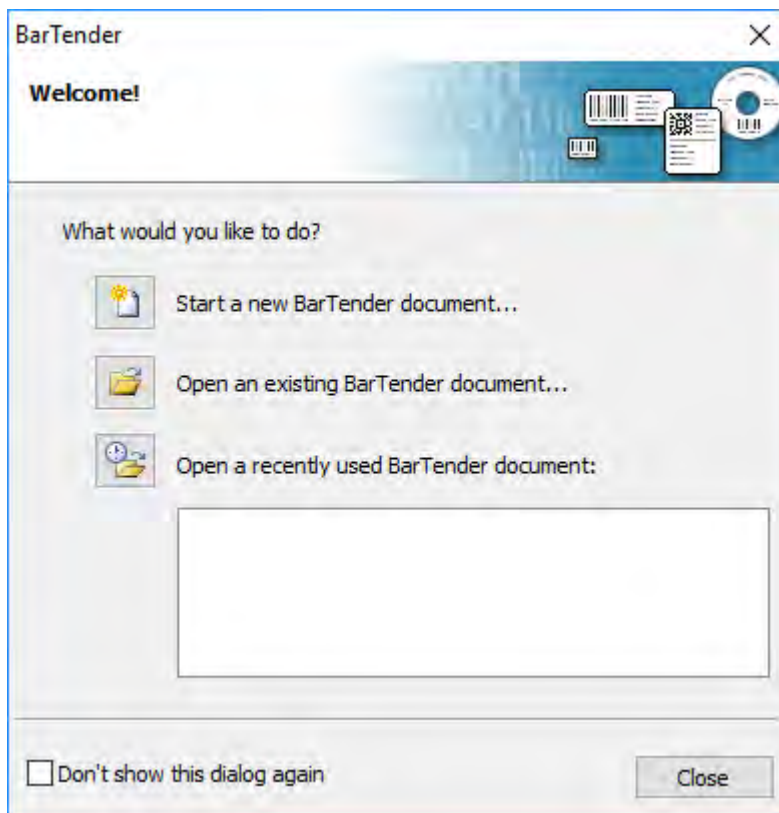 BarTender
Welcome!
What would you like to do?
Start a new BarTender document...
Open an existing BarTender document...
Open a recently used BarTender document:
Don't show this dialog again
Close